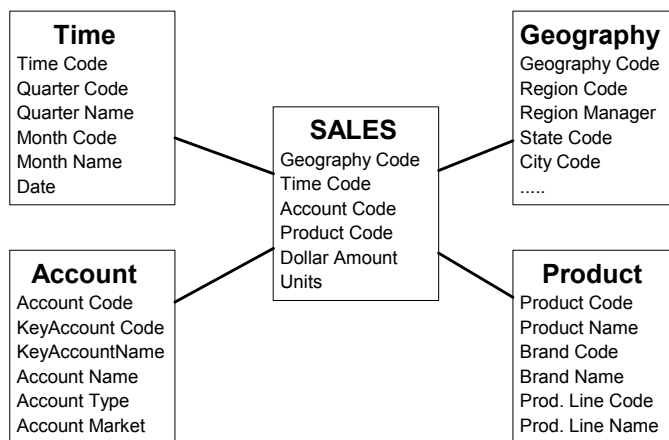 Time
Time Code
Quarter Code
Quarter Name
Month Code
Month Name
Date
Geography
Geography Code
Region Code
Region Manager
State Code
City Code
.....
SALES
Geography Code
Time Code
Account Code
Product Code
Dollar Amount
Units
Account
Account Code
KeyAccount Code
KeyAccountName
Account Name
Account Type
Account Market
Product
Product Code
Product Name
Brand Code
Brand Name
Prod. Line Code
Prod. Line Name